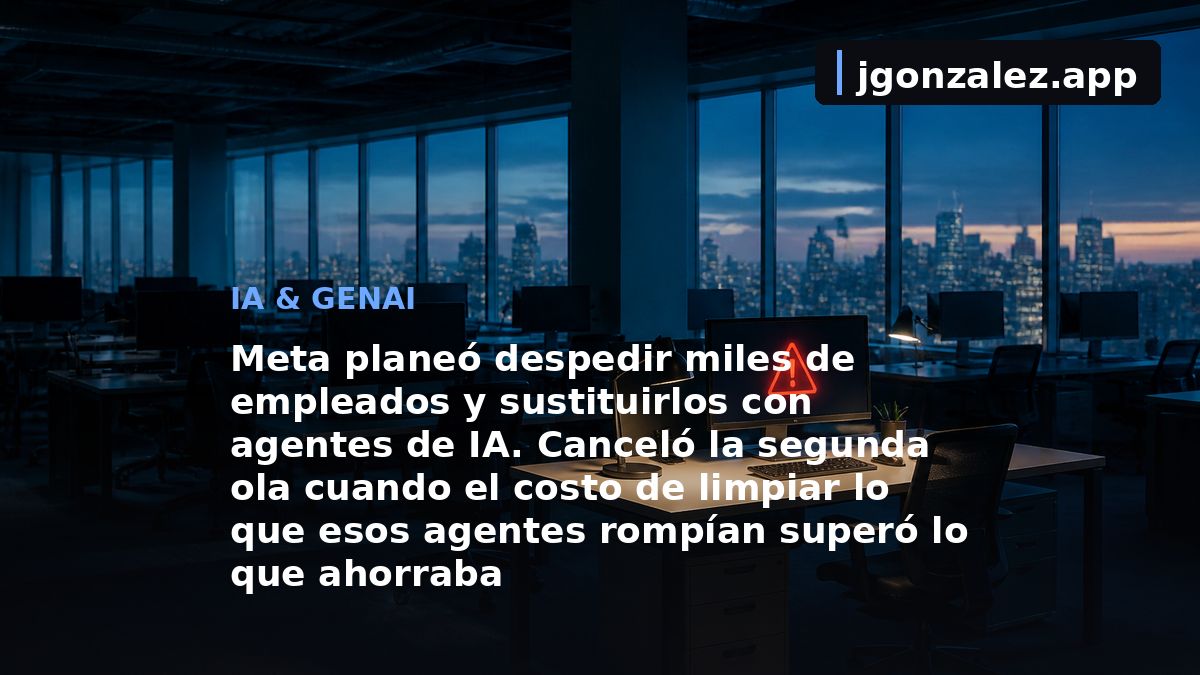 jgonzalez.app
IA & GENAI
Meta planeó despedir miles de
empleados y sustituirlos con
agentes de IA. Canceló la segunda
ola cuando el costo de limpiar lo
que esos agentes rompían superó lo
que ahorraba